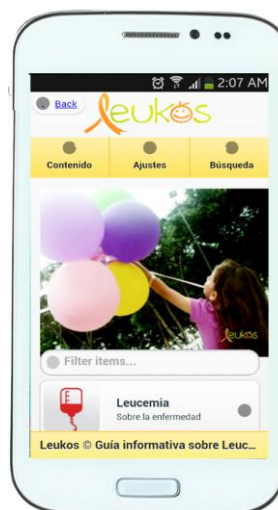 2:07 AM
Back
leukos
Contenido Ajustes Búsqueda
leukos
Filter items...
Leucemia
Sobre la enfermedad
Leukos © Guía informativa sobre Leuc...